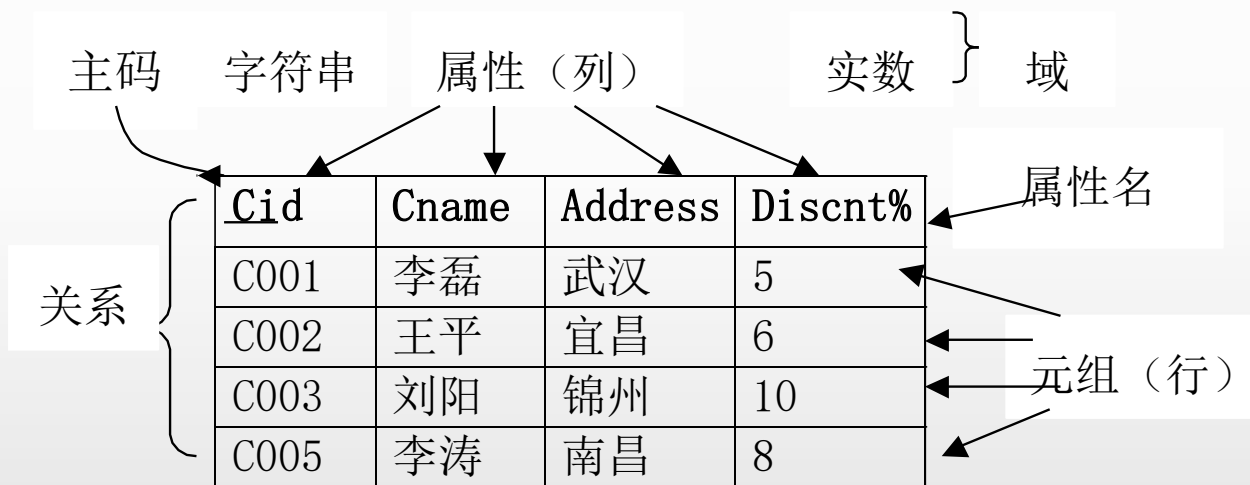 主码 字符串 属性（列） 实数 域
属性名
Cid Cname Address Discnt%
C001 李磊 武汉 5
关系
C002 王平 宜昌 6
元组（行）
C003 刘阳 锦州 10
C005 李涛 南昌 8